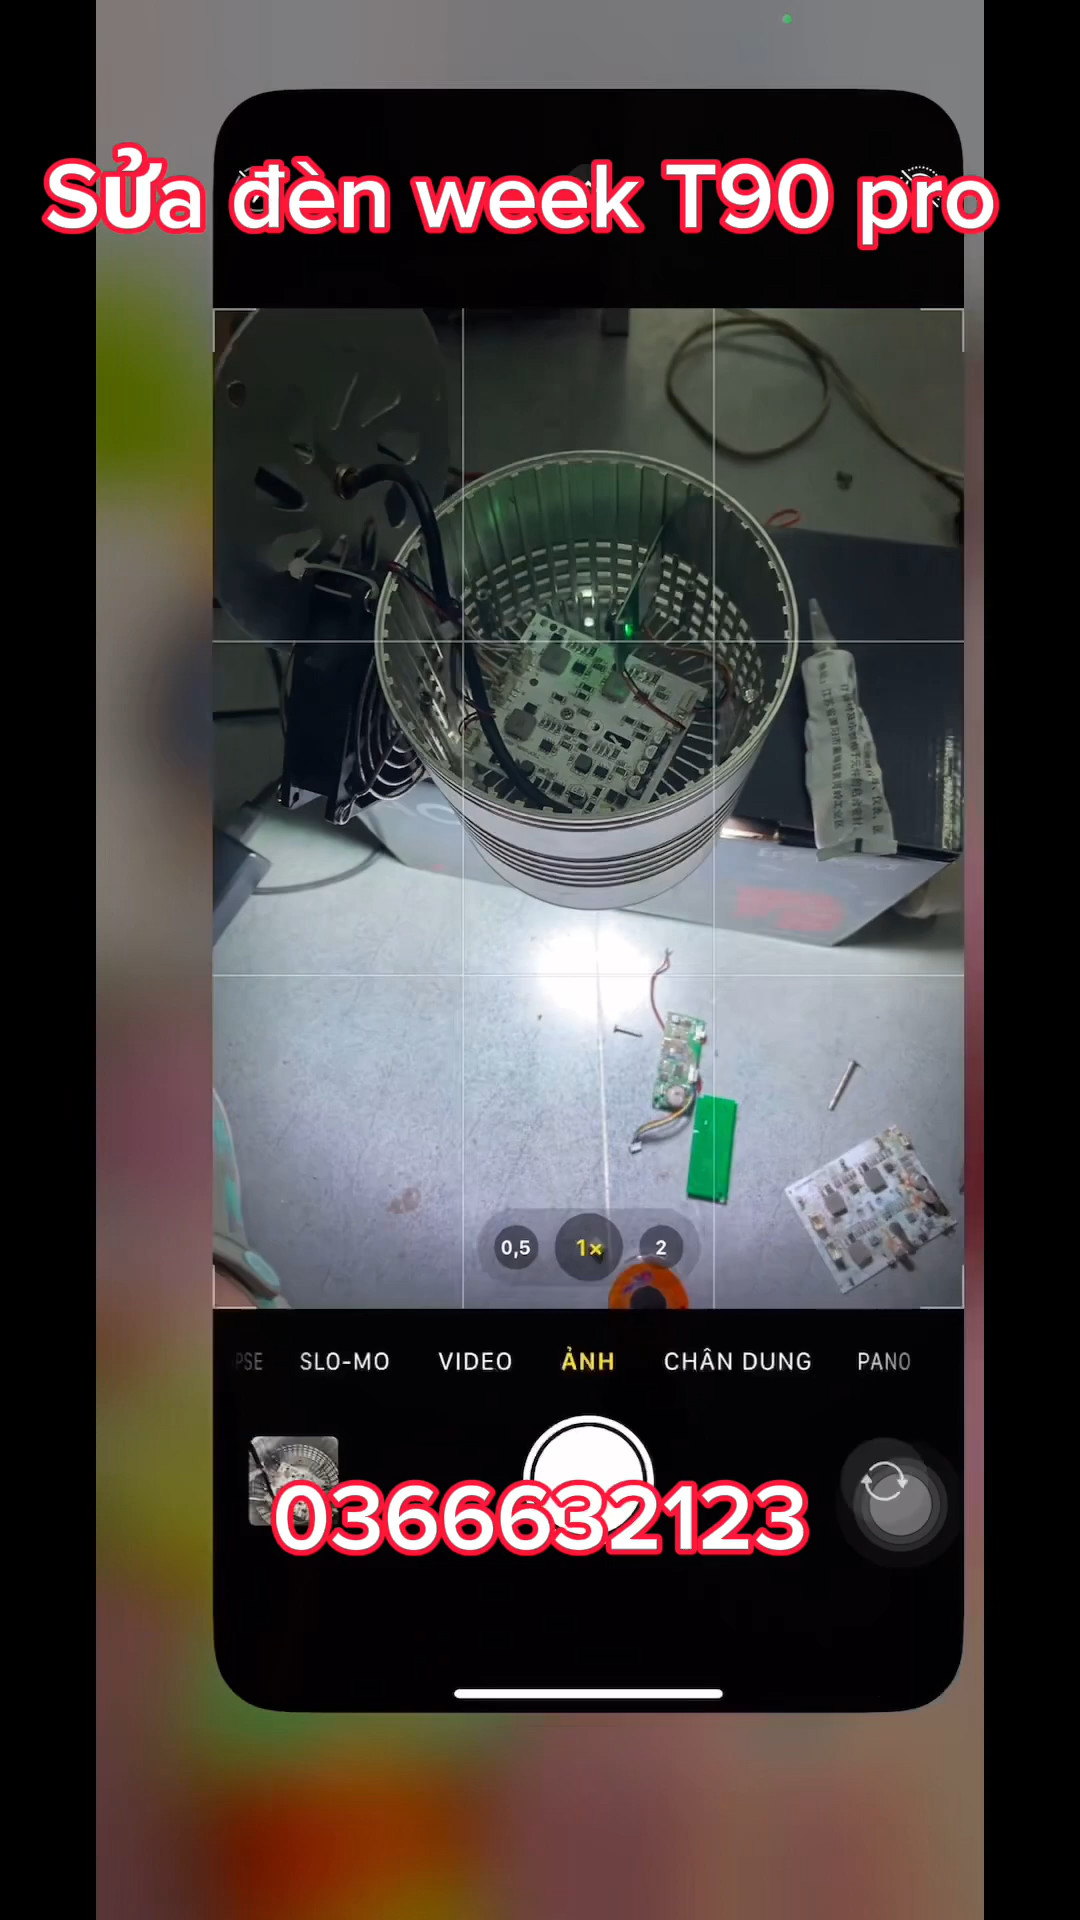 Sửa đèn week T90 pro
0,5
1×
2
SLO-MO
VIDEO
ẢNH
CHÂN DUNG
PANO
0366632123